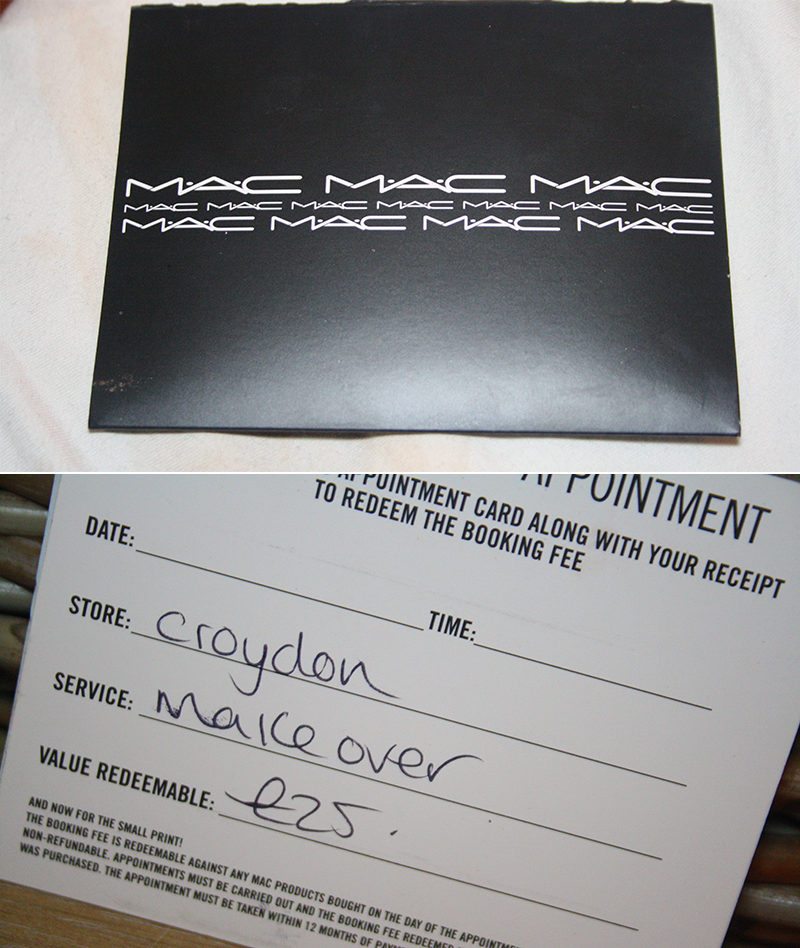 MAC MAC MAC
MAC MAC MAC MAC MAC MAC MAC
MAC MAC MAC MAC
APPOINTMENT
APPOINTMENT CARD ALONG WITH YOUR RECEIPT
TO REDEEM THE BOOKING FEE
DATE:
TIME:
STORE: Croydon
SERVICE: Makeover
VALUE REDEEMABLE: £25.
AND NOW FOR THE SMALL PRINT!
THE BOOKING FEE IS REDEEMABLE AGAINST ANY MAC PRODUCTS BOUGHT ON THE DAY OF THE APPOINTM
NON-REFUNDABLE. APPOINTMENTS MUST BE CARRIED OUT AND THE BOOKING FEE REDEEMED
WAS PURCHASED. THE APPOINTMENT MUST BE TAKEN WITHIN 12 MONTHS OF PAYM